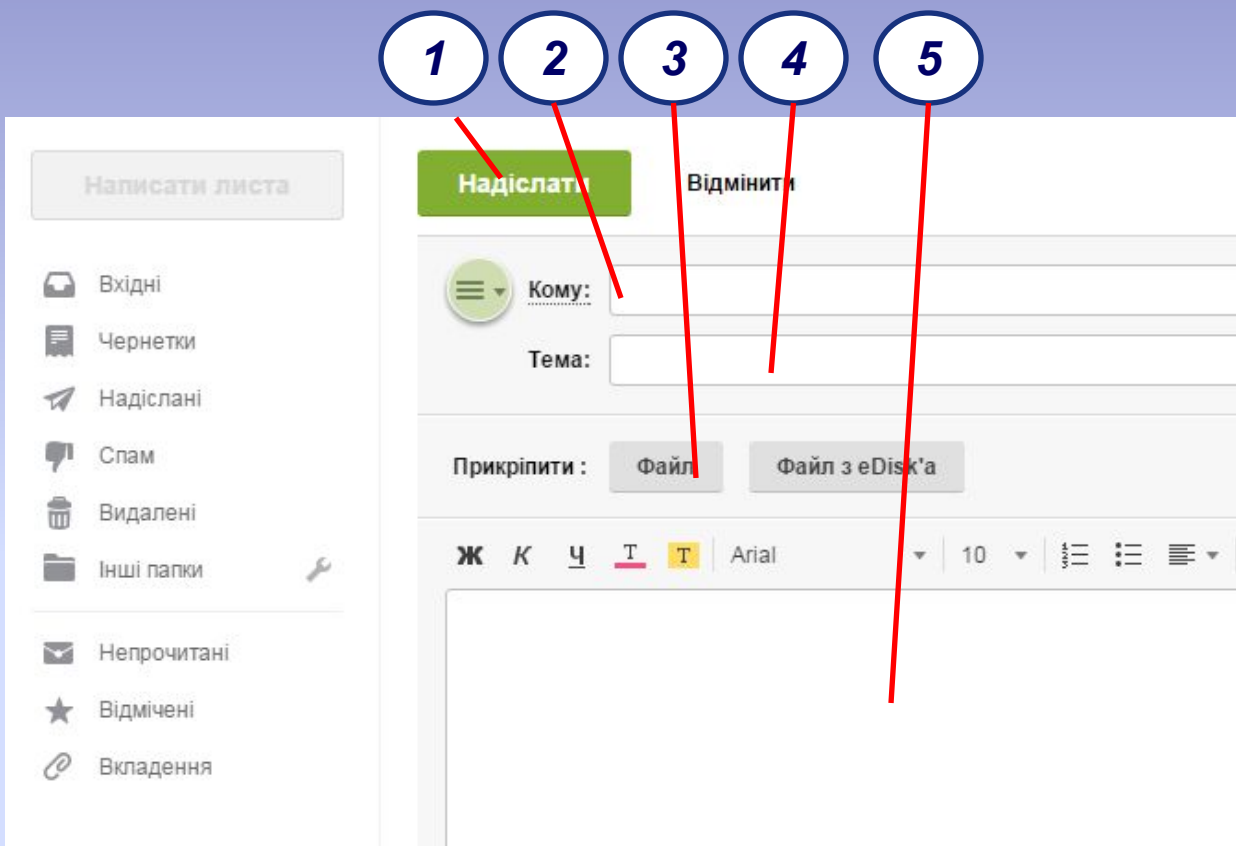 1 2 3 4 5
Написати листа
Надіслати Відмінити
Вхідні
Чернетки
Надіслані
Спам
Видалені
Інші папки
Непрочитані
Відмічені
Вкладення
Кому:
Тема:
Прикріпити : Файл Файл з eDisk'а
Ж К Ч Т Т Arial 10